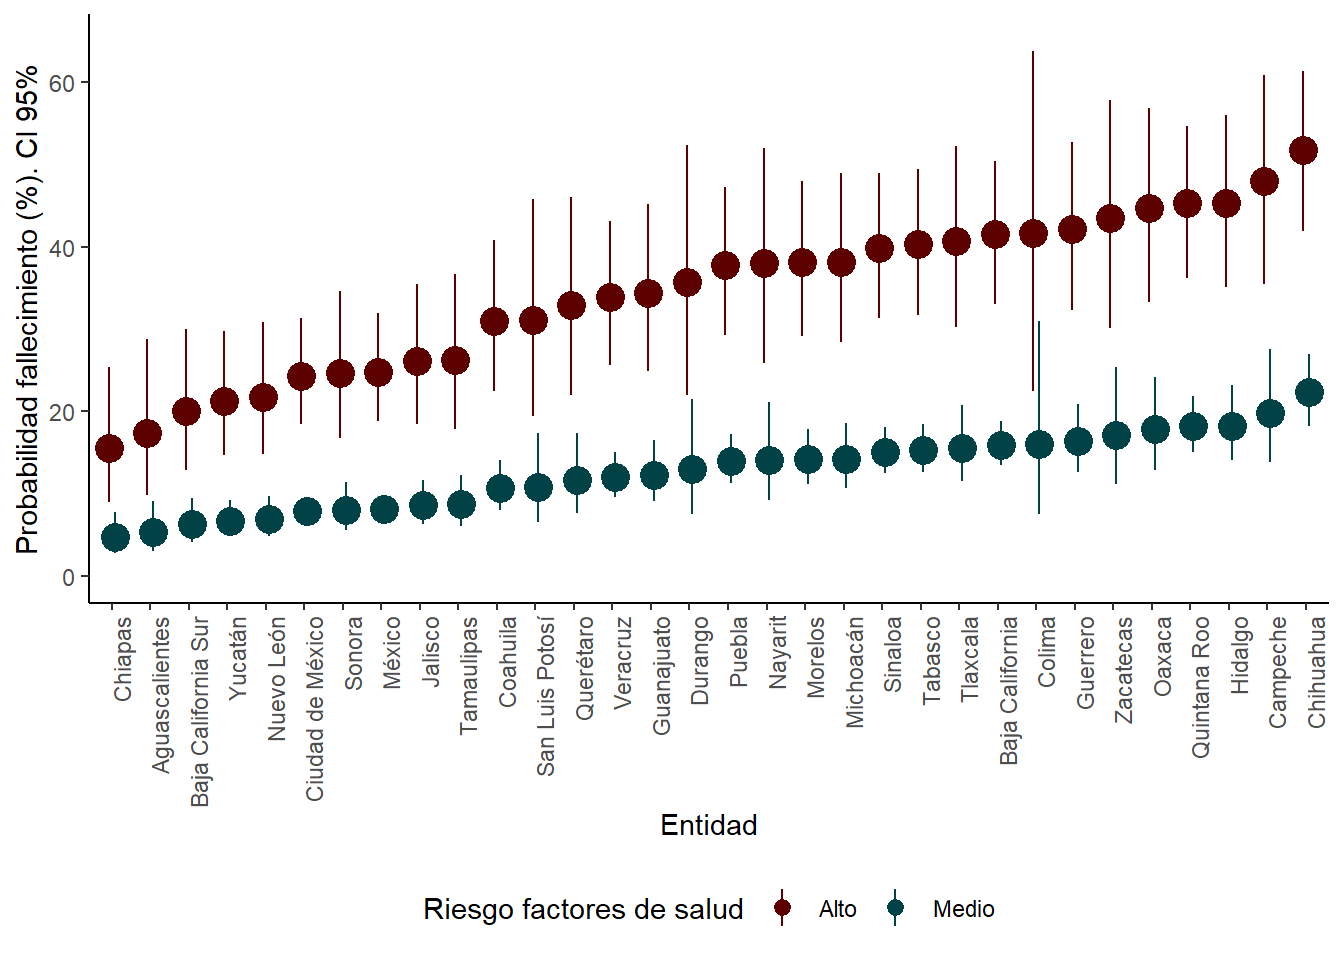 Probabilidad fallecimiento (%). CI 95%
60
40
20
0
Chiapas
Aguascalientes
Baja California Sur
Yucatán
Nuevo León
Ciudad de México
Sonora
México
Jalisco
Tamaulipas
Coahuila
San Luis Potosí
Querétaro
Veracruz
Guanajuato
Durango
Puebla
Nayarit
Morelos
Michoacán
Sinaloa
Tabasco
Tlaxcala
Baja California
Colima
Guerrero
Zacatecas
Oaxaca
Quintana Roo
Hidalgo
Campeche
Chihuahua
Entidad
Riesgo factores de salud
Alto
Medio